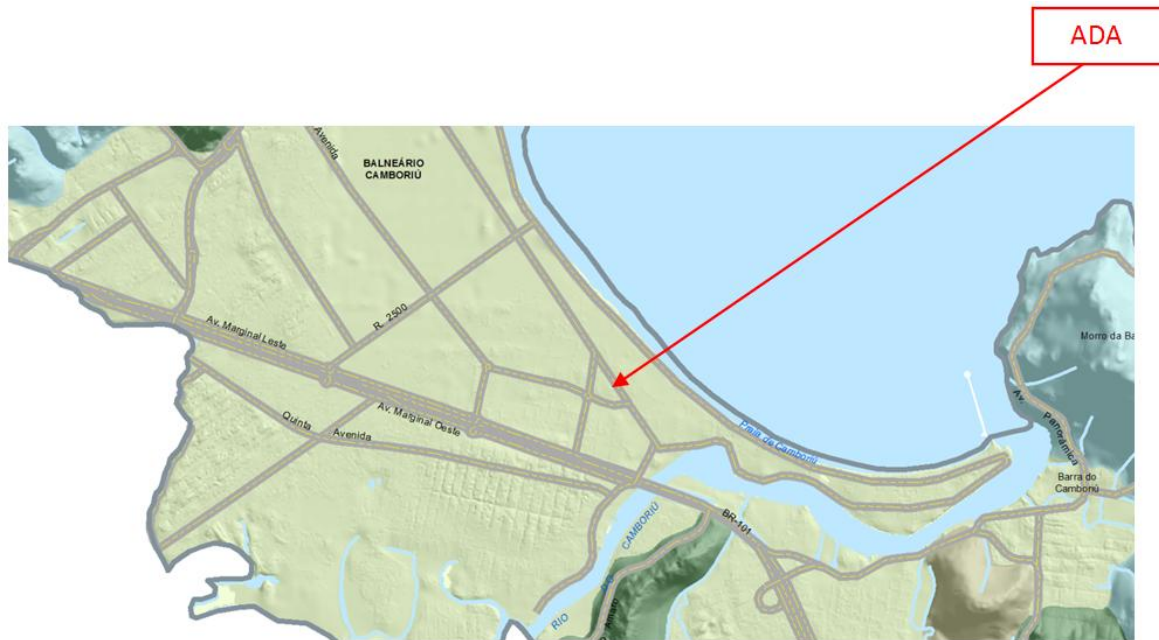 ADA
Avenida
BALNEÁRIO
CAMBORIÚ
Av. Marginal Leste
R. 2500
Morro da Ba
Av. Marginal Oeste
Quinta Avenida
Praia de Camboriú
Av. Panorâmica
Barra do
Camboriú
BR-101
RIO CAMBORIÚ